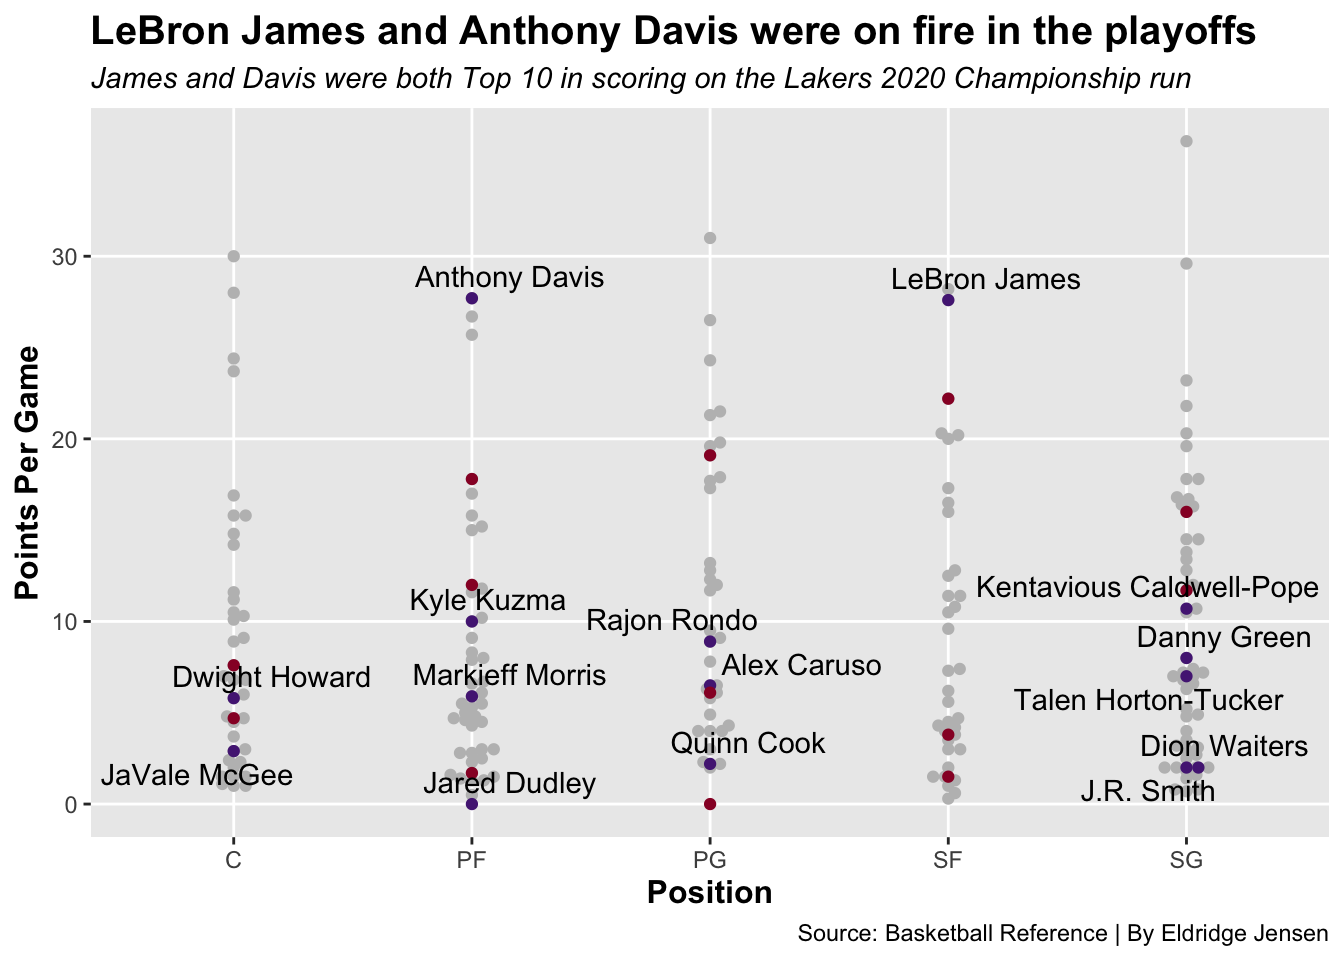 LeBron James and Anthony Davis were on fire in the playoffs
James and Davis were both Top 10 in scoring on the Lakers 2020 Championship run
Points Per Game
30
20
10
0
Anthony Davis
LeBron James
Kentavious Caldwell-Pope
Kyle Kuzma
Rajon Rondo
Danny Green
Alex Caruso
Dwight Howard
Markieff Morris
Talen Horton-Tucker
Quinn Cook
Dion Waiters
JaVale McGee
Jared Dudley
J.R. Smith
C
PF
PG
SF
SG
Position
Source: Basketball Reference | By Eldridge Jensen